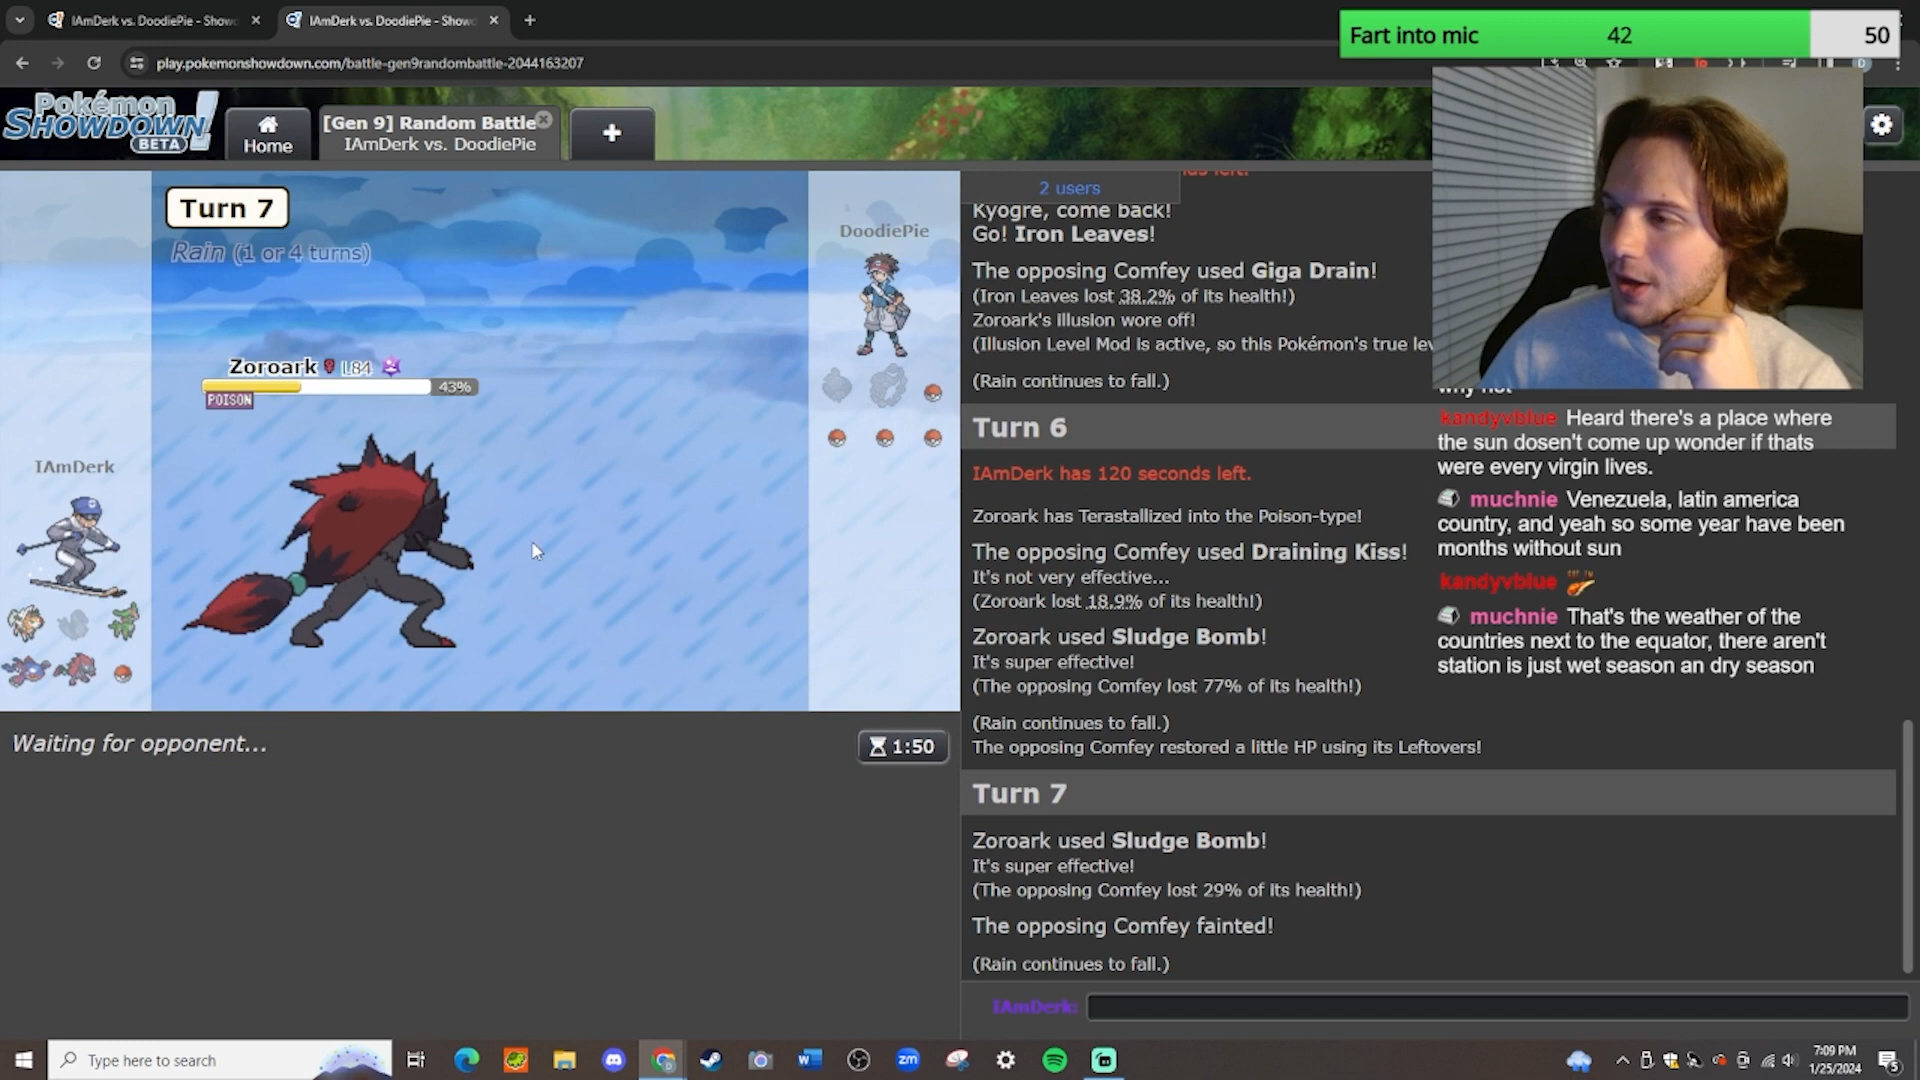 IAmDerk vs. DoodiePie - Show
IAmDerk vs. DoodiePie - Show
Fart into mic 42 50
play.pokemonshowdown.com/battle-gen9randombattle-2044163207
Pokémon
SHOWDOWN!
BETA
Home
[Gen 9] Random Battle
IAmDerk vs. DoodiePie
Turn 7
Rain (1 or 4 turns)
DoodiePie
Zoroark L84
43%
POISON
IAmDerk
Waiting for opponent...
1:50
2 users
Kyogre, come back!
Go! Iron Leaves!
The opposing Comfey used Giga Drain!
(Iron Leaves lost 38.2% of its health!)
Zoroark's Illusion wore off!
(Illusion Level Mod is active, so this Pokémon's true lev
(Rain continues to fall.)
Turn 6
IAmDerk has 120 seconds left.
Zoroark has Terastallized into the Poison-type!
The opposing Comfey used Draining Kiss!
It's not very effective...
(Zoroark lost 18.9% of its health!)
Zoroark used Sludge Bomb!
It's super effective!
(The opposing Comfey lost 77% of its health!)
(Rain continues to fall.)
The opposing Comfey restored a little HP using its Leftovers!
Turn 7
Zoroark used Sludge Bomb!
It's super effective!
(The opposing Comfey lost 29% of its health!)
The opposing Comfey fainted!
(Rain continues to fall.)
IAmDerk:
why not
kandyvblue Heard there's a place where
the sun dosen't come up wonder if thats
were every virgin lives.
muchnie Venezuela, latin america
country, and yeah so some year have been
months without sun
kandyvblue
muchnie That's the weather of the
countries next to the equator, there aren't
station is just wet season an dry season
Type here to search
7:09 PM
1/25/2024
5